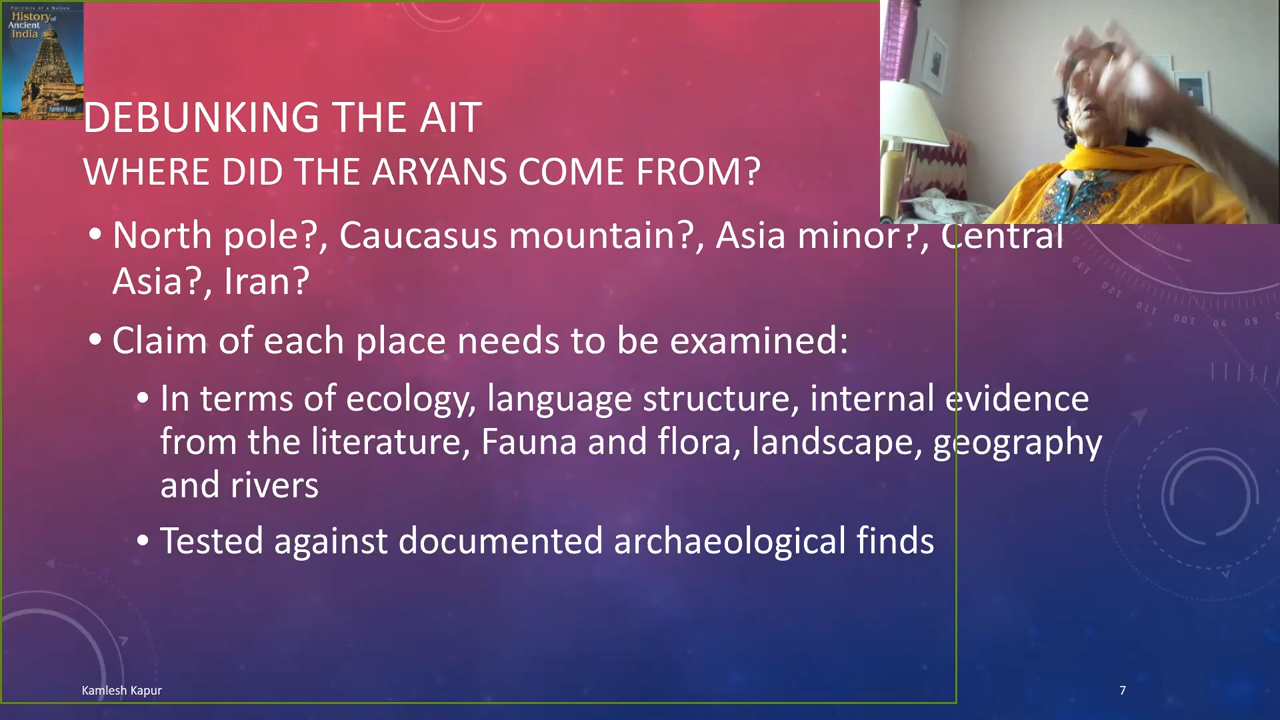 Portraits of a Nation
History of
Ancient
India
Kamlesh Kapur
DEBUNKING THE AIT
WHERE DID THE ARYANS COME FROM?
• North pole?, Caucasus mountain?, Asia minor?, Central
Asia?, Iran?
• Claim of each place needs to be examined:
• In terms of ecology, language structure, internal evidence
from the literature, Fauna and flora, landscape, geography
and rivers
• Tested against documented archaeological finds
Kamlesh Kapur
7